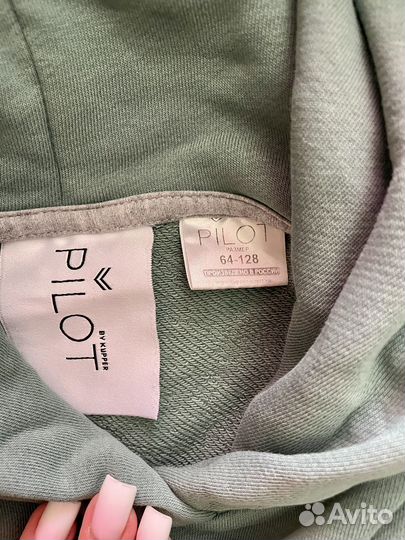 PILOT
BY KUPPER
PILOT
РАЗМЕР
64-128
ПРОИЗВЕДЕНО В РОССИИ
Avito